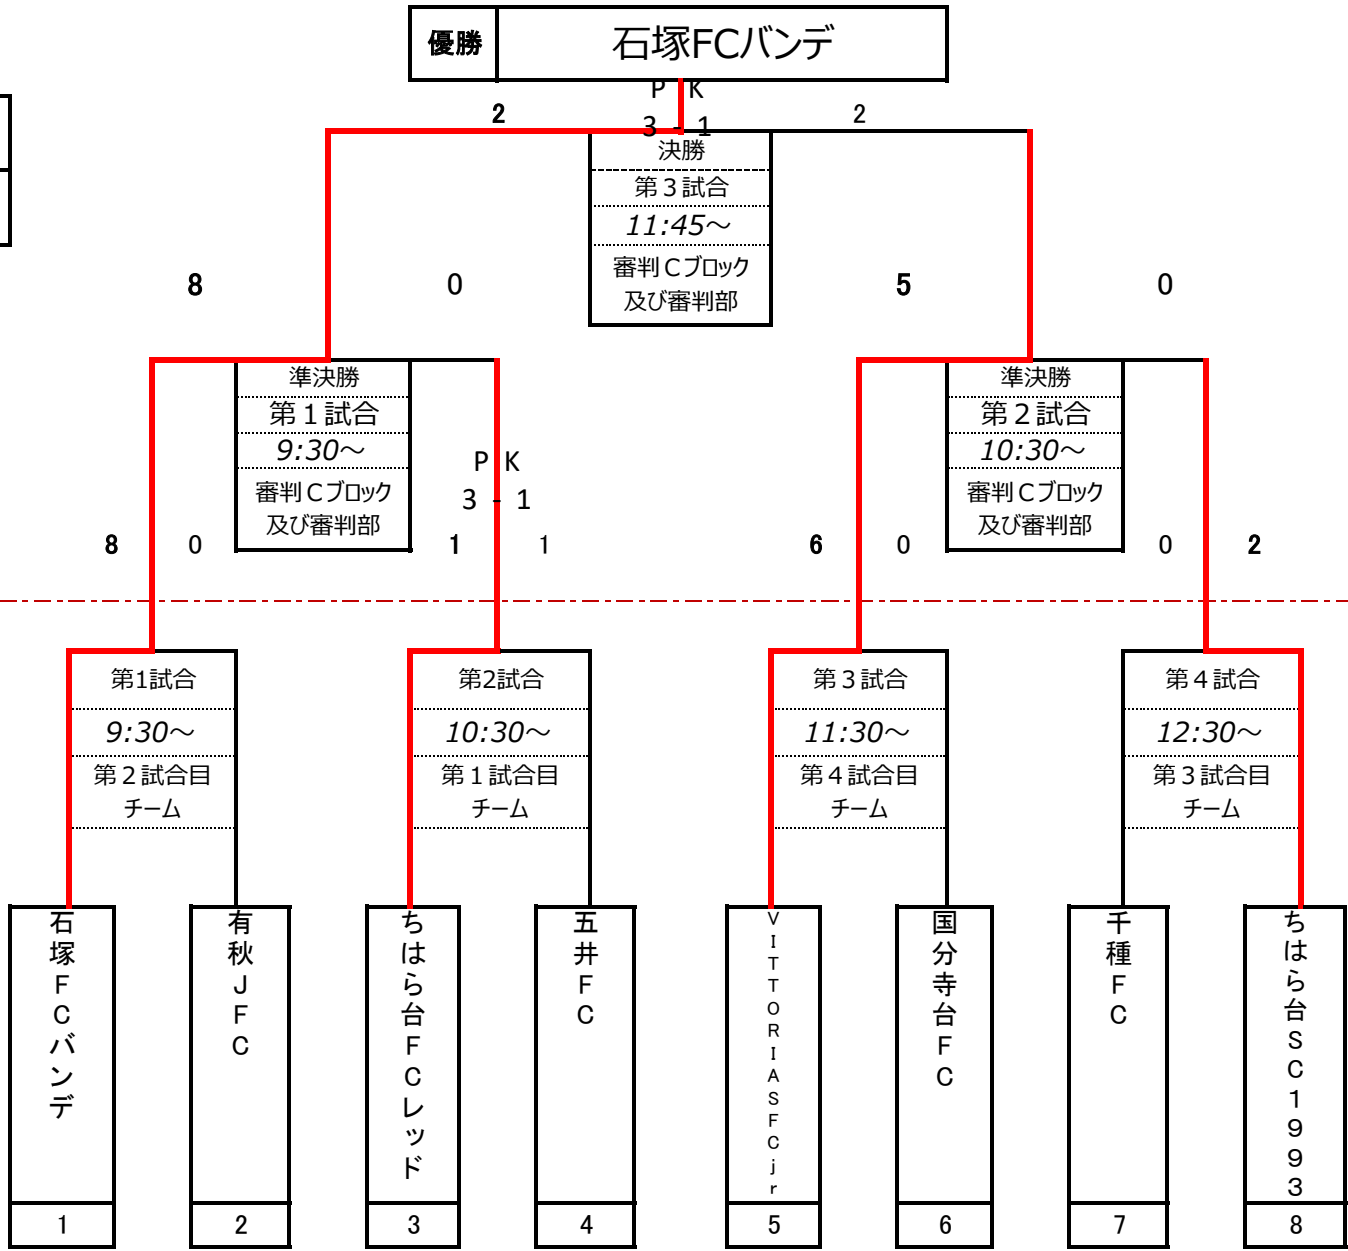 優勝 石塚FCバンデ
P K
2 3 - 1 2
決勝
第３試合
11:45～
審判Ｃブロック
及び審判部
8 0 5 0
準決勝
第１試合
9:30～
審判Ｃブロック
及び審判部
準決勝
第２試合
10:30～
審判Ｃブロック
及び審判部
P K
3 - 1
8 0 1 1 6 0 0 2
第1試合
9:30～
第２試合目
チーム
第2試合
10:30～
第１試合目
チーム
第３試合
11:30～
第４試合目
チーム
第４試合
12:30～
第３試合目
チーム
石塚ＦＣバンデ
有秋ＪＦＣ
ちはら台ＦＣレッド
五井ＦＣ
ＶＩＴＴＯＲＩＡＳＦＣｊｒ
国分寺台ＦＣ
千種ＦＣ
ちはら台ＳＣ１９９３
1 2 3 4 5 6 7 8